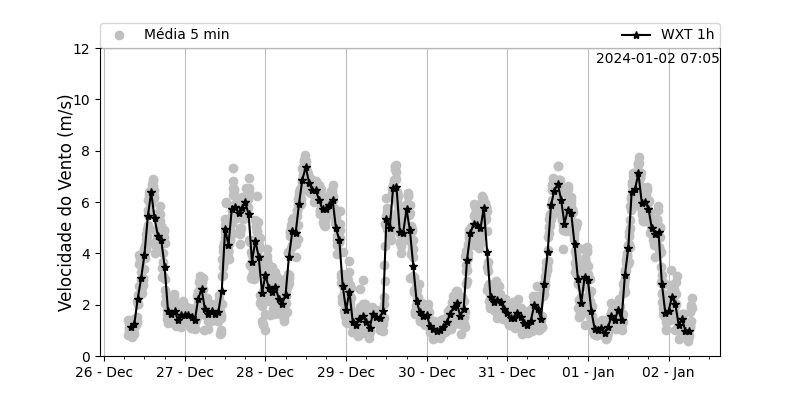 Média 5 min
WXT 1h
2024-01-02 07:05
Velocidade do Vento (m/s)
12
10
8
6
4
2
0
26 - Dec 27 - Dec 28 - Dec 29 - Dec 30 - Dec 31 - Dec 01 - Jan 02 - Jan